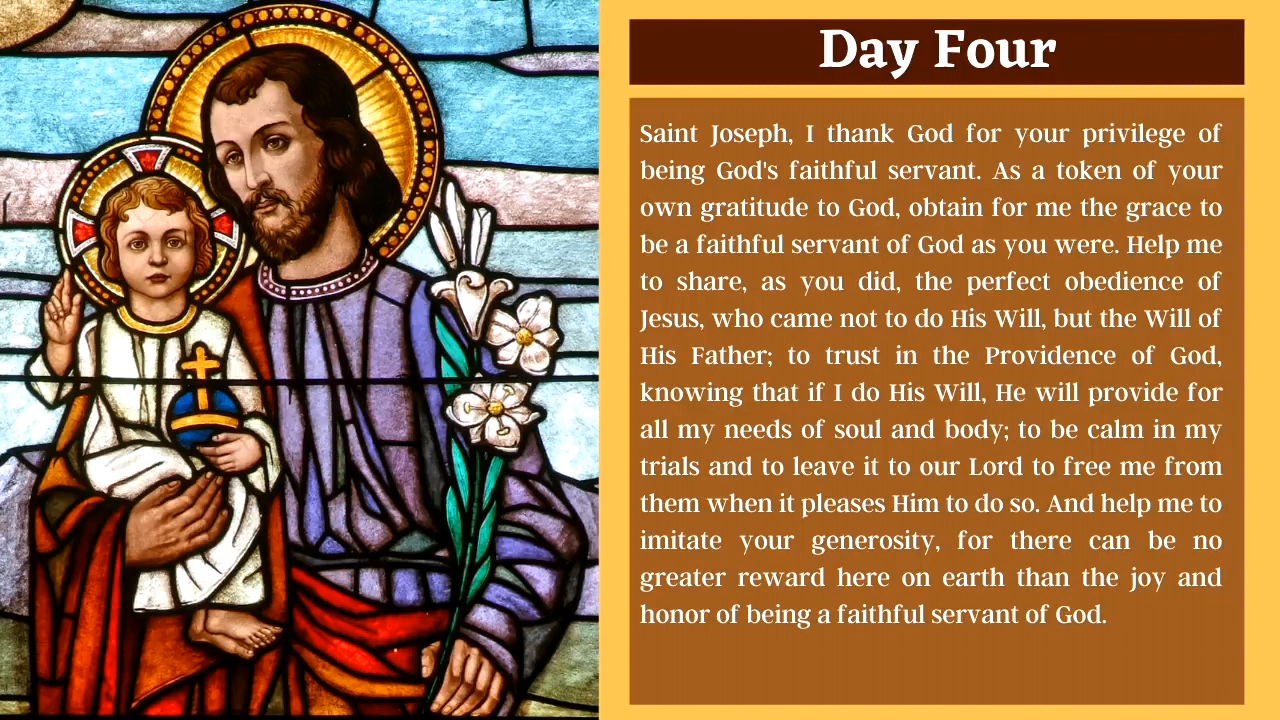 Day Four
Saint Joseph, I thank God for your privilege of
being God's faithful servant. As a token of your
own gratitude to God, obtain for me the grace to
be a faithful servant of God as you were. Help me
to share, as you did, the perfect obedience of
Jesus, who came not to do His Will, but the Will of
His Father; to trust in the Providence of God,
knowing that if I do His Will, He will provide for
all my needs of soul and body; to be calm in my
trials and to leave it to our Lord to free me from
them when it pleases Him to do so. And help me to
imitate your generosity, for there can be no
greater reward here on earth than the joy and
honor of being a faithful servant of God.